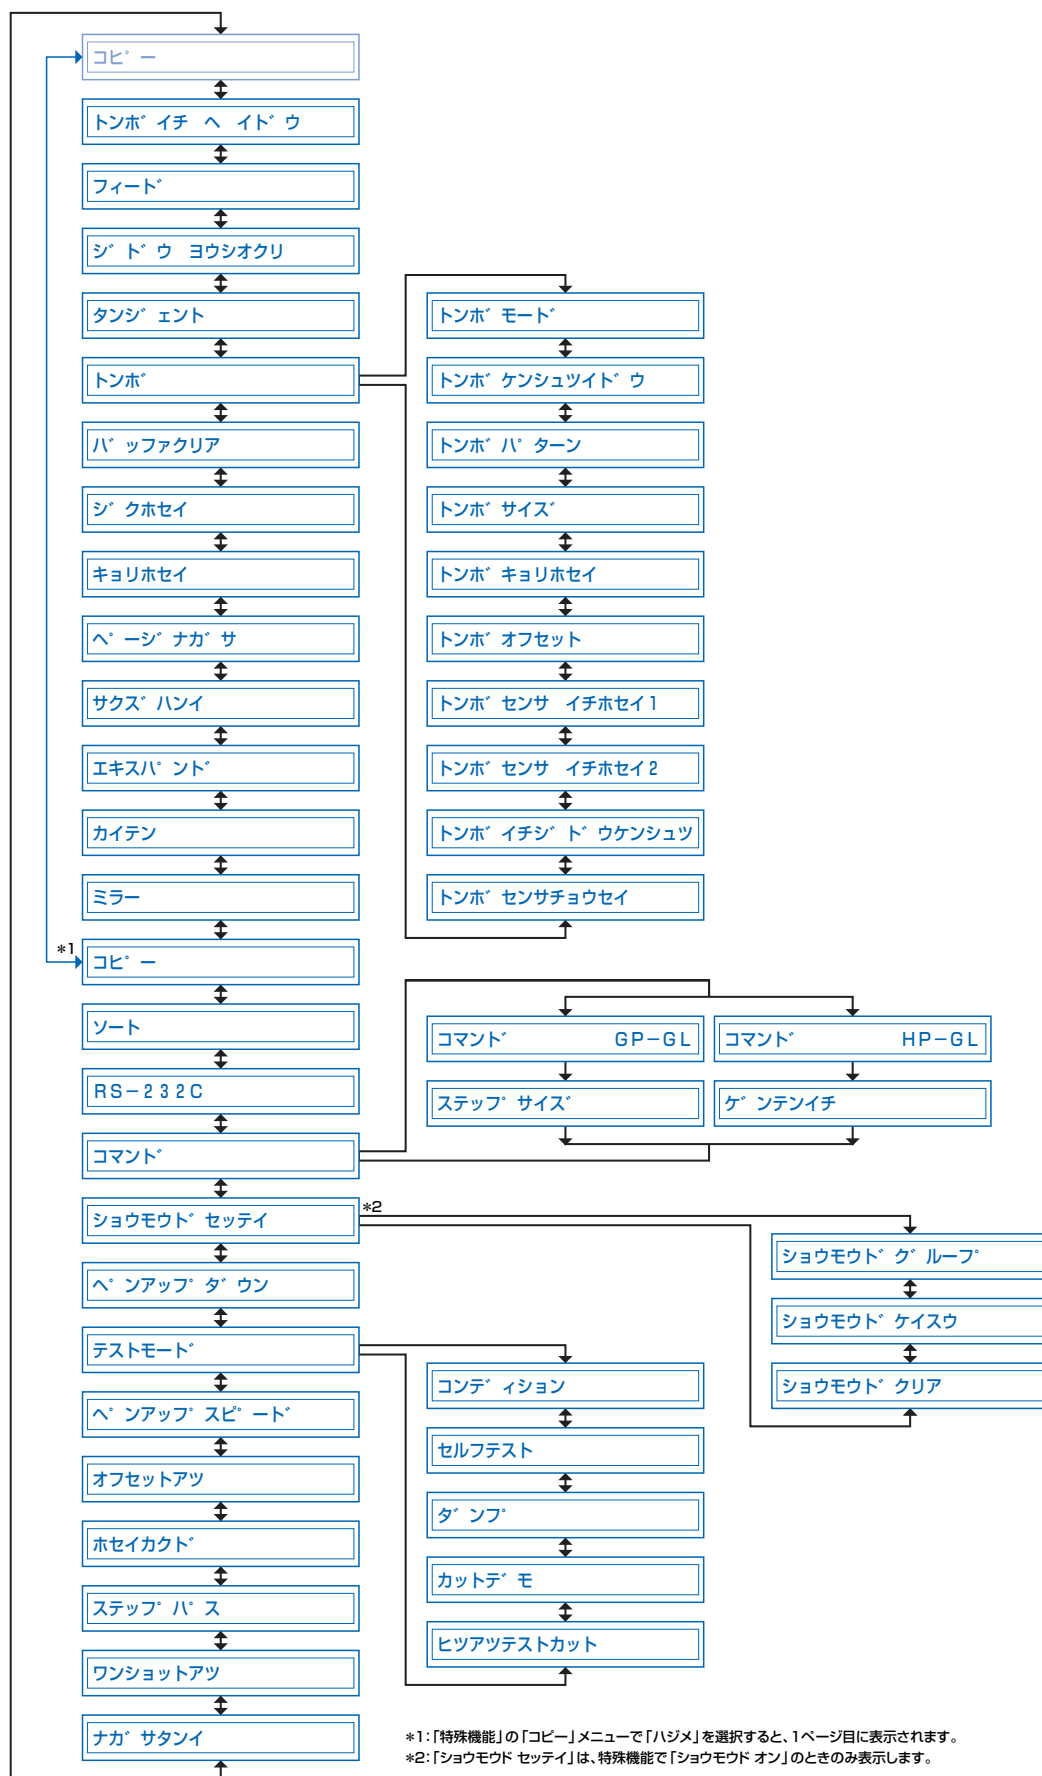 コピー
トンボイチ ヘ イドウ
フィード
ジドウ ヨウシオクリ
タンジェント
トンボ
バッファクリア
ジクホセイ
キョリホセイ
ページナガサ
サクズハンイ
エキスパンド
カイテン
ミラー
*1
コピー
ソート
RS-232C
コマンド
ショウモウド セッテイ
*2
ペンアップダウン
テストモード
ペンアップスピード
オフセットアツ
ホセイカクド
ステップパス
ワンショットアツ
ナガサタンイ
トンボモード
トンボケンシュツイドウ
トンボパターン
トンボサイズ
トンボキョリホセイ
トンボオフセット
トンボセンサ イチホセイ1
トンボセンサ イチホセイ2
トンボイチジドウケンシュツ
トンボセンサチョウセイ
コマンド GP-GL
ステップサイズ
コマンド HP-GL
ゲンテンイチ
ショウモウド グループ
ショウモウド ケイスウ
ショウモウド クリア
コンディション
セルフテスト
ダンプ
カットデモ
ヒツアツテストカット
*1:「特殊機能」の「コピー」メニューで「ハジメ」を選択すると、1ページ目に表示されます。
*2:「ショウモウド セッテイ」は、特殊機能で「ショウモウド オン」のときのみ表示します。